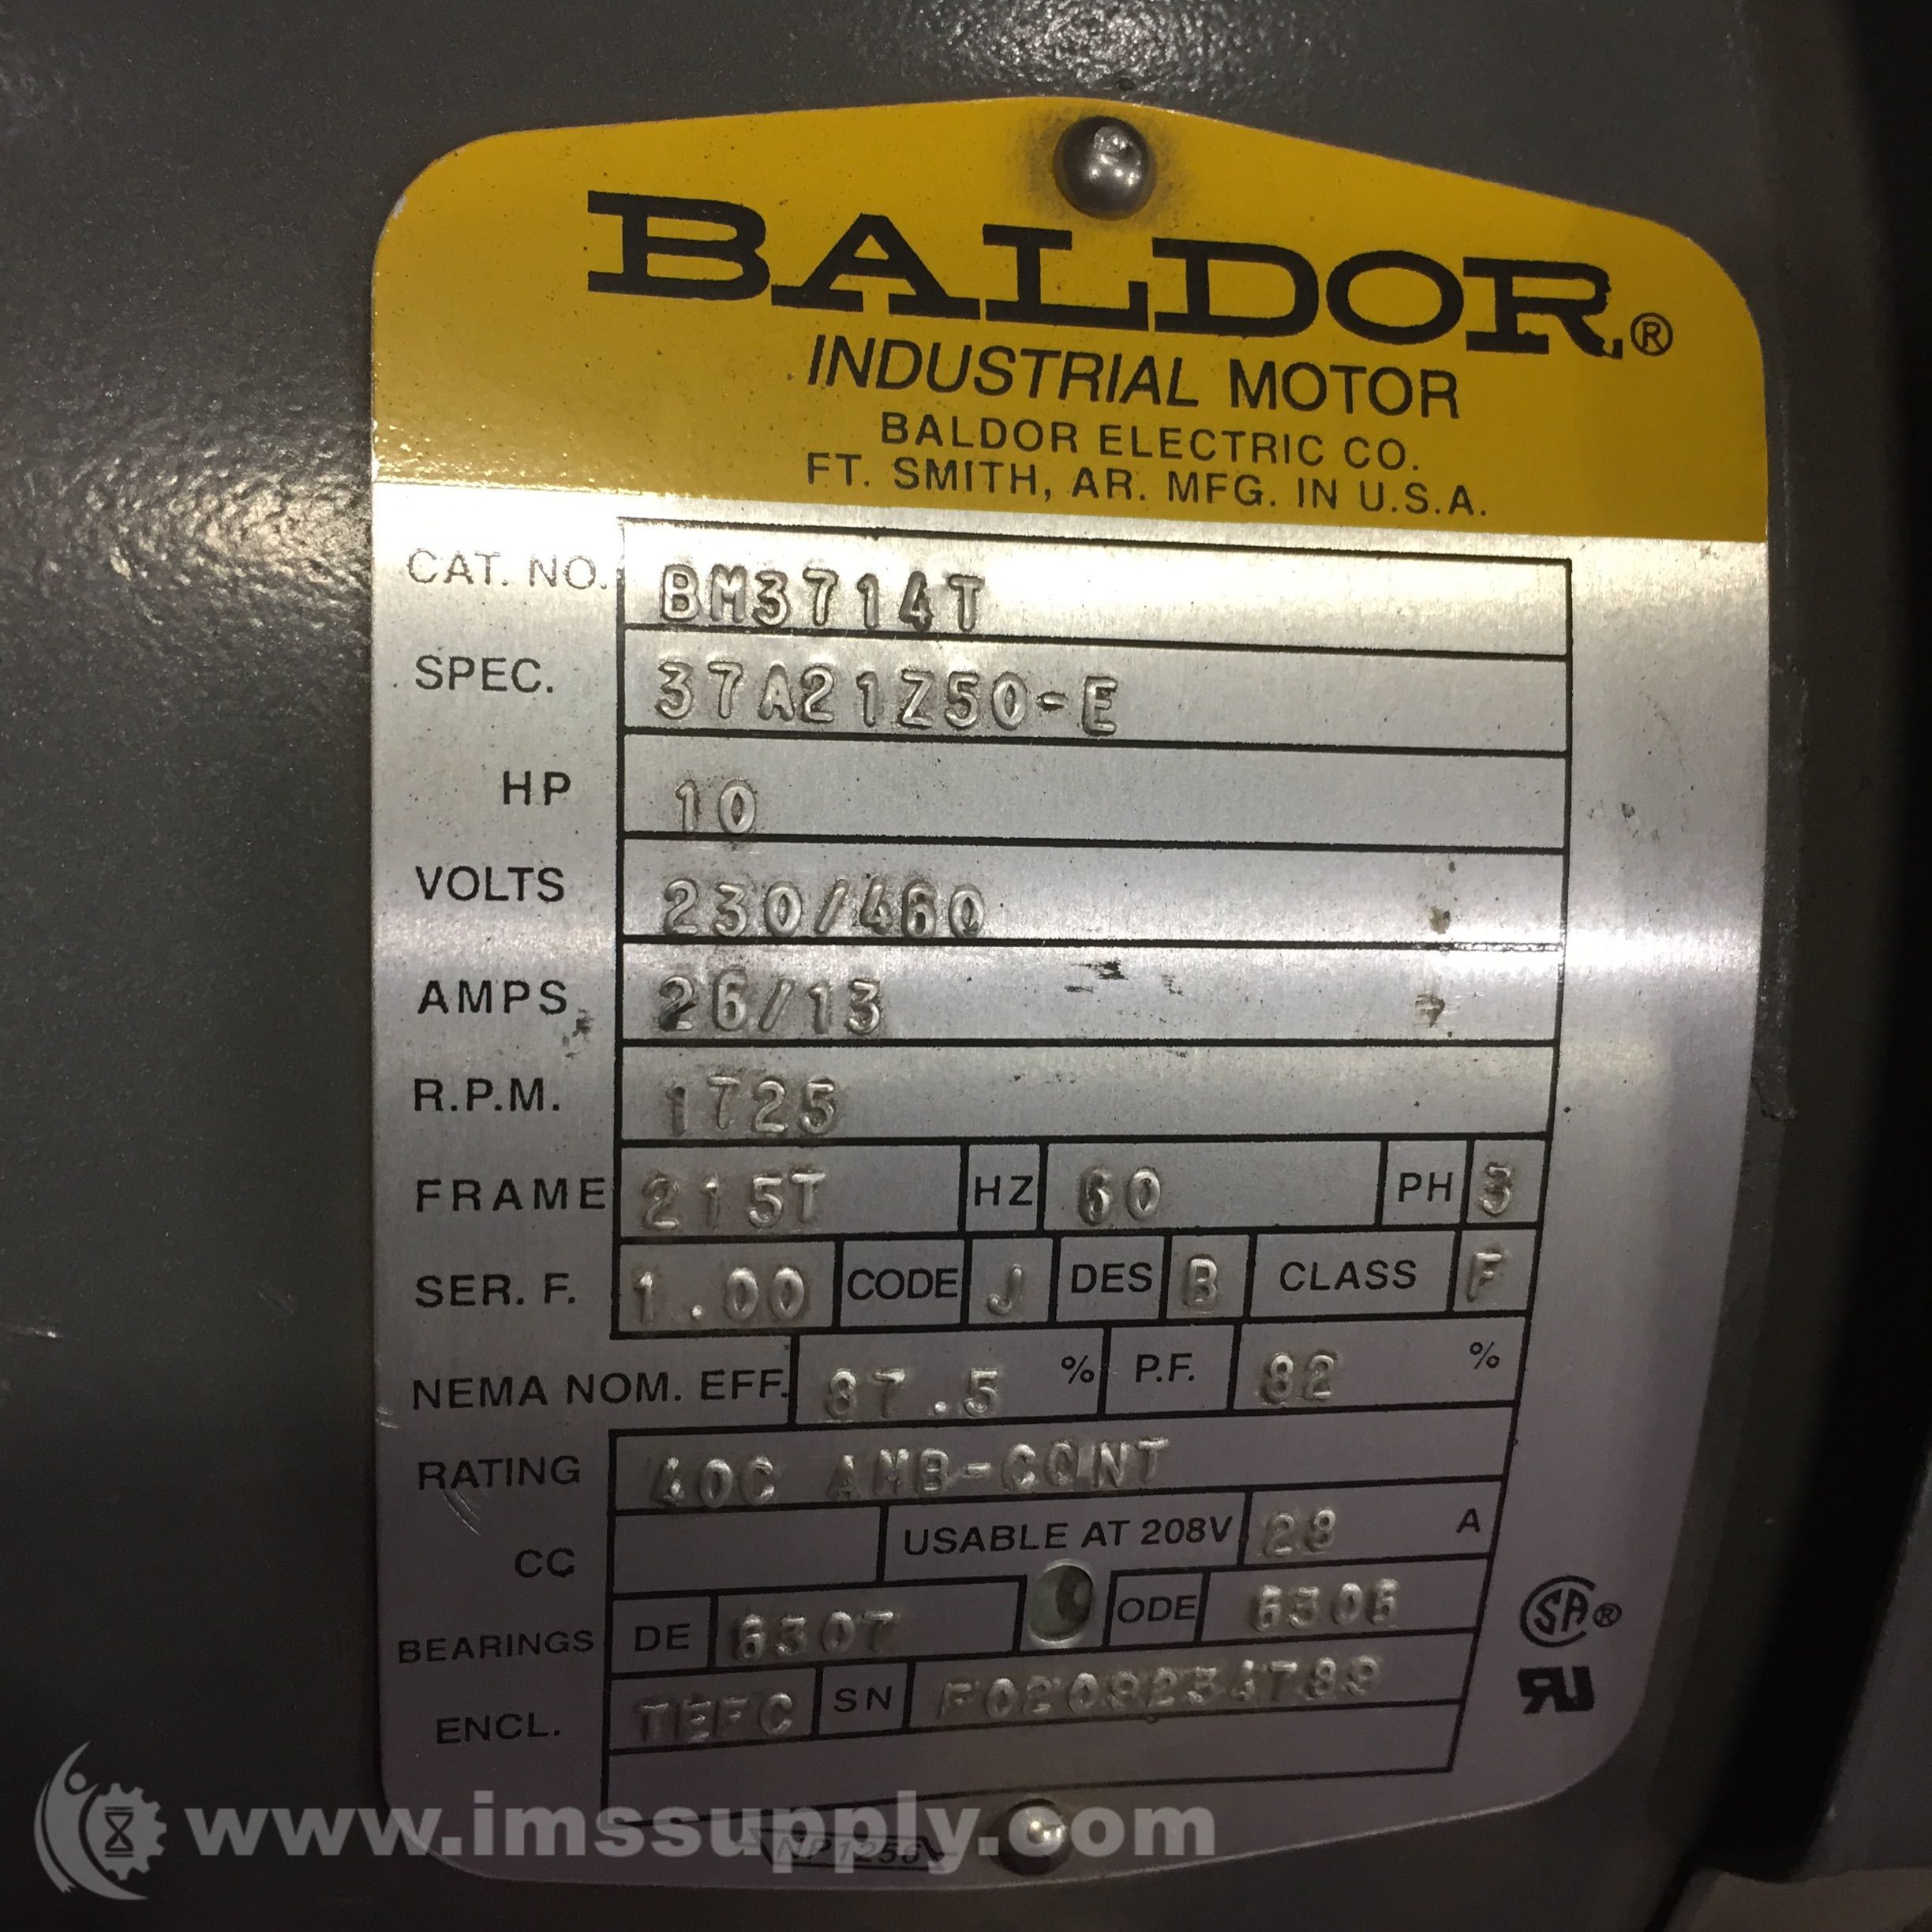 BALDOR®
INDUSTRIAL MOTOR
BALDOR ELECTRIC CO.
FT. SMITH, AR. MFG. IN U.S.A.
CAT. NO. BM3714T
SPEC. 37A21Z50-E
HP 10
VOLTS 230/460
AMPS 26/13
R.P.M. 1725
FRAME 215T HZ 60 PH 3
SER. F. 1.00 CODE J DES B CLASS F
NEMA NOM. EFF. 87.5 % P.F. 82 %
RATING 40C AMB-CONT
CC USABLE AT 208V 28 A
BEARINGS DE 6307 ODE 6306
ENCL. TEFC SN
SA®
NP1256
www.imssupply.com